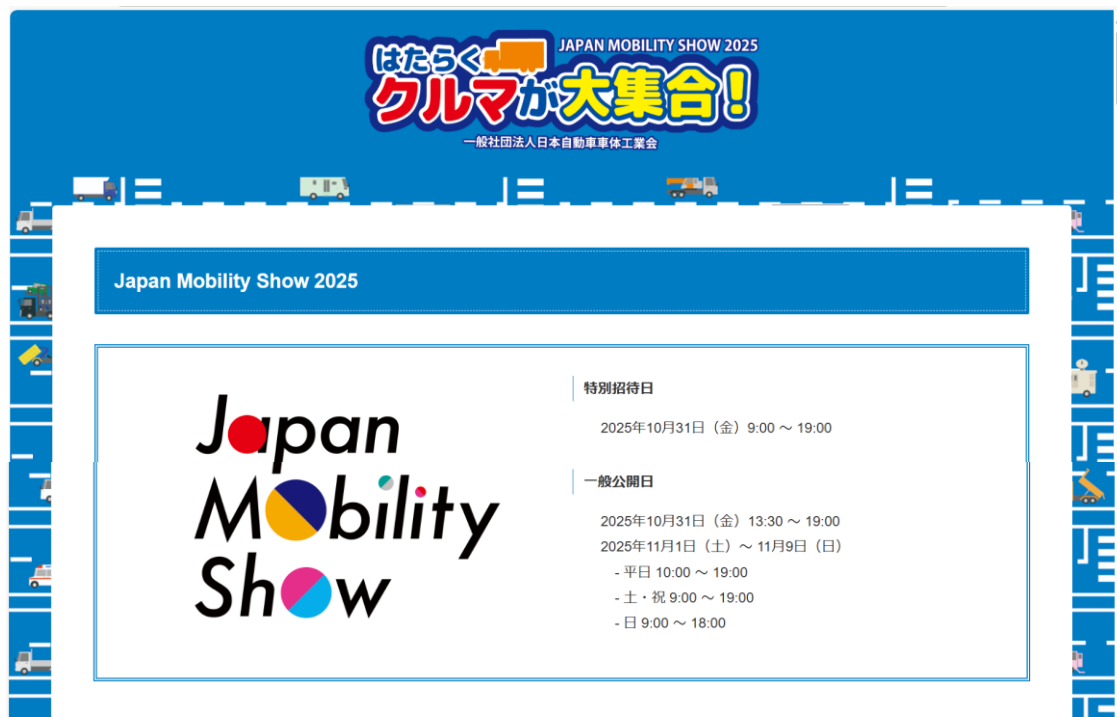 JAPAN MOBILITY SHOW 2025
はたらく
クルマが大集合!
一般社団法人日本自動車車体工業会
Japan Mobility Show 2025
Japan
Mobility
Show
特別招待日
2025年10月31日（金）9:00 ～ 19:00
一般公開日
2025年10月31日（金）13:30 ～ 19:00
2025年11月1日（土）～ 11月9日（日）
- 平日 10:00 ～ 19:00
- 土・祝 9:00 ～ 19:00
- 日 9:00 ～ 18:00